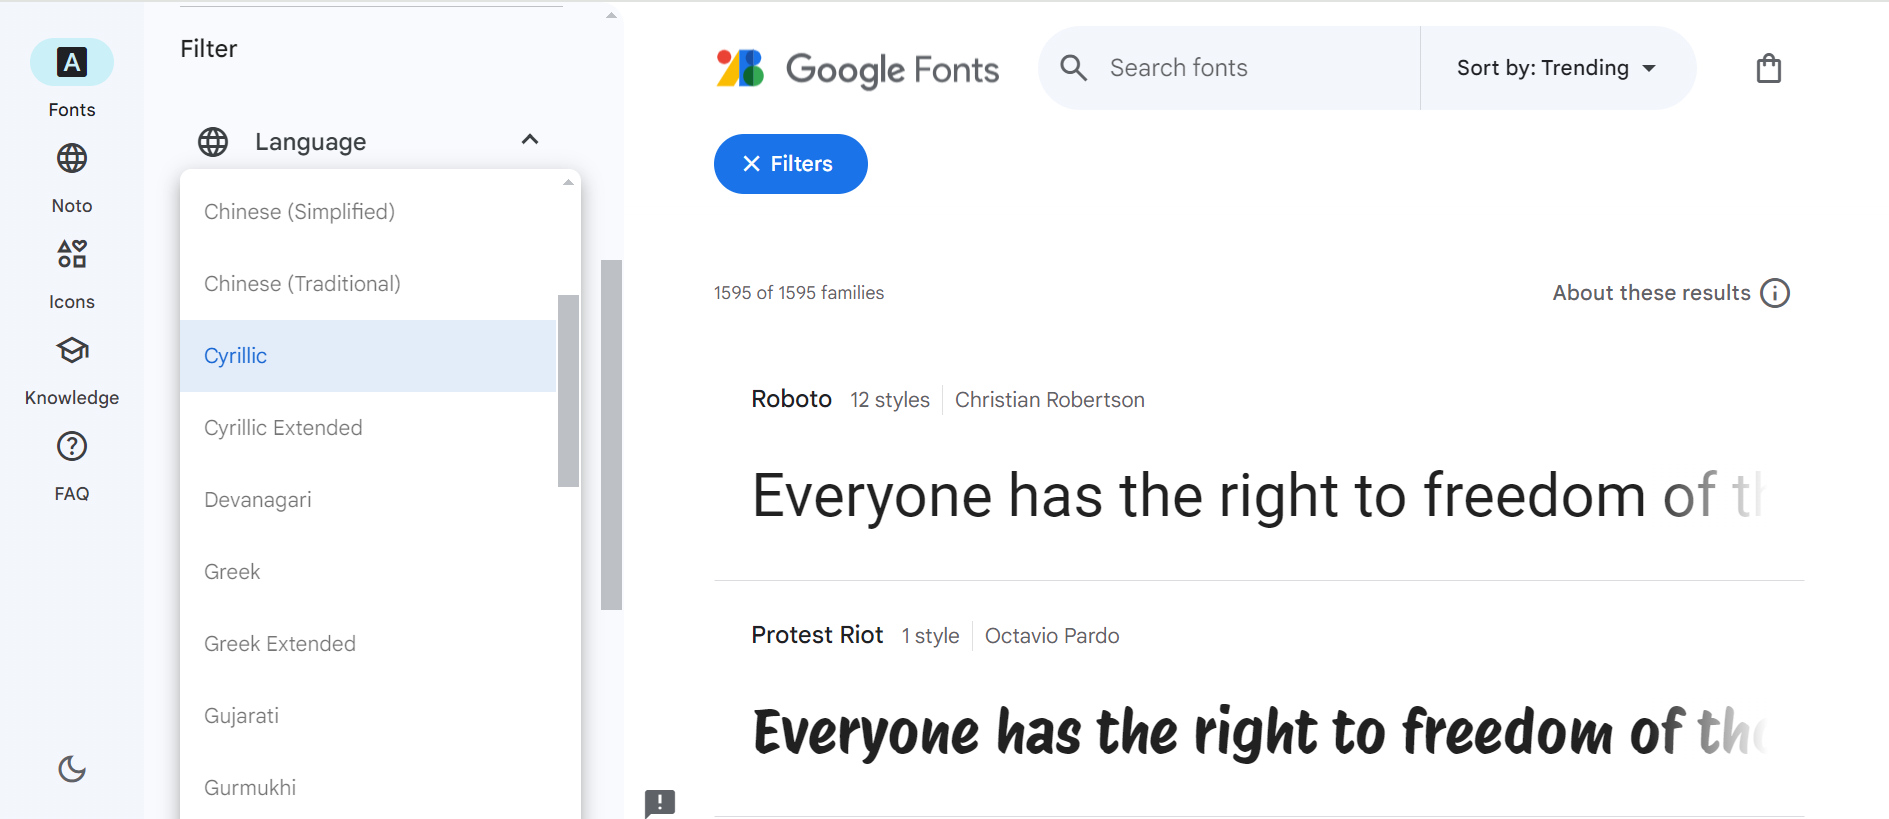 A
Fonts
Noto
Icons
Knowledge
FAQ
Filter
Language
Chinese (Simplified)
Chinese (Traditional)
Cyrillic
Cyrillic Extended
Devanagari
Greek
Greek Extended
Gujarati
Gurmukhi
Google Fonts
Search fonts
Sort by: Trending
Filters
1595 of 1595 families
About these results
Roboto 12 styles Christian Robertson
Everyone has the right to freedom of th
Protest Riot 1 style Octavio Pardo
Everyone has the right to freedom of the